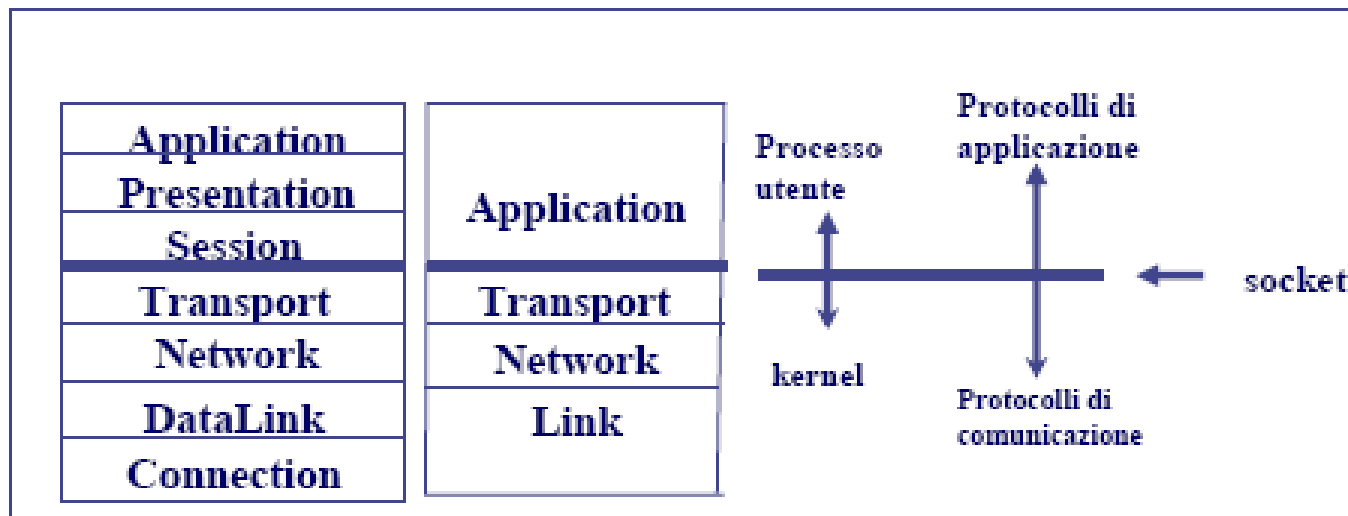 Application
Presentation
Session
Transport
Network
DataLink
Connection
Application
Transport
Network
Link
Processo
utente
kernel
Protocolli di
applicazione
Protocolli di
comunicazione
socket